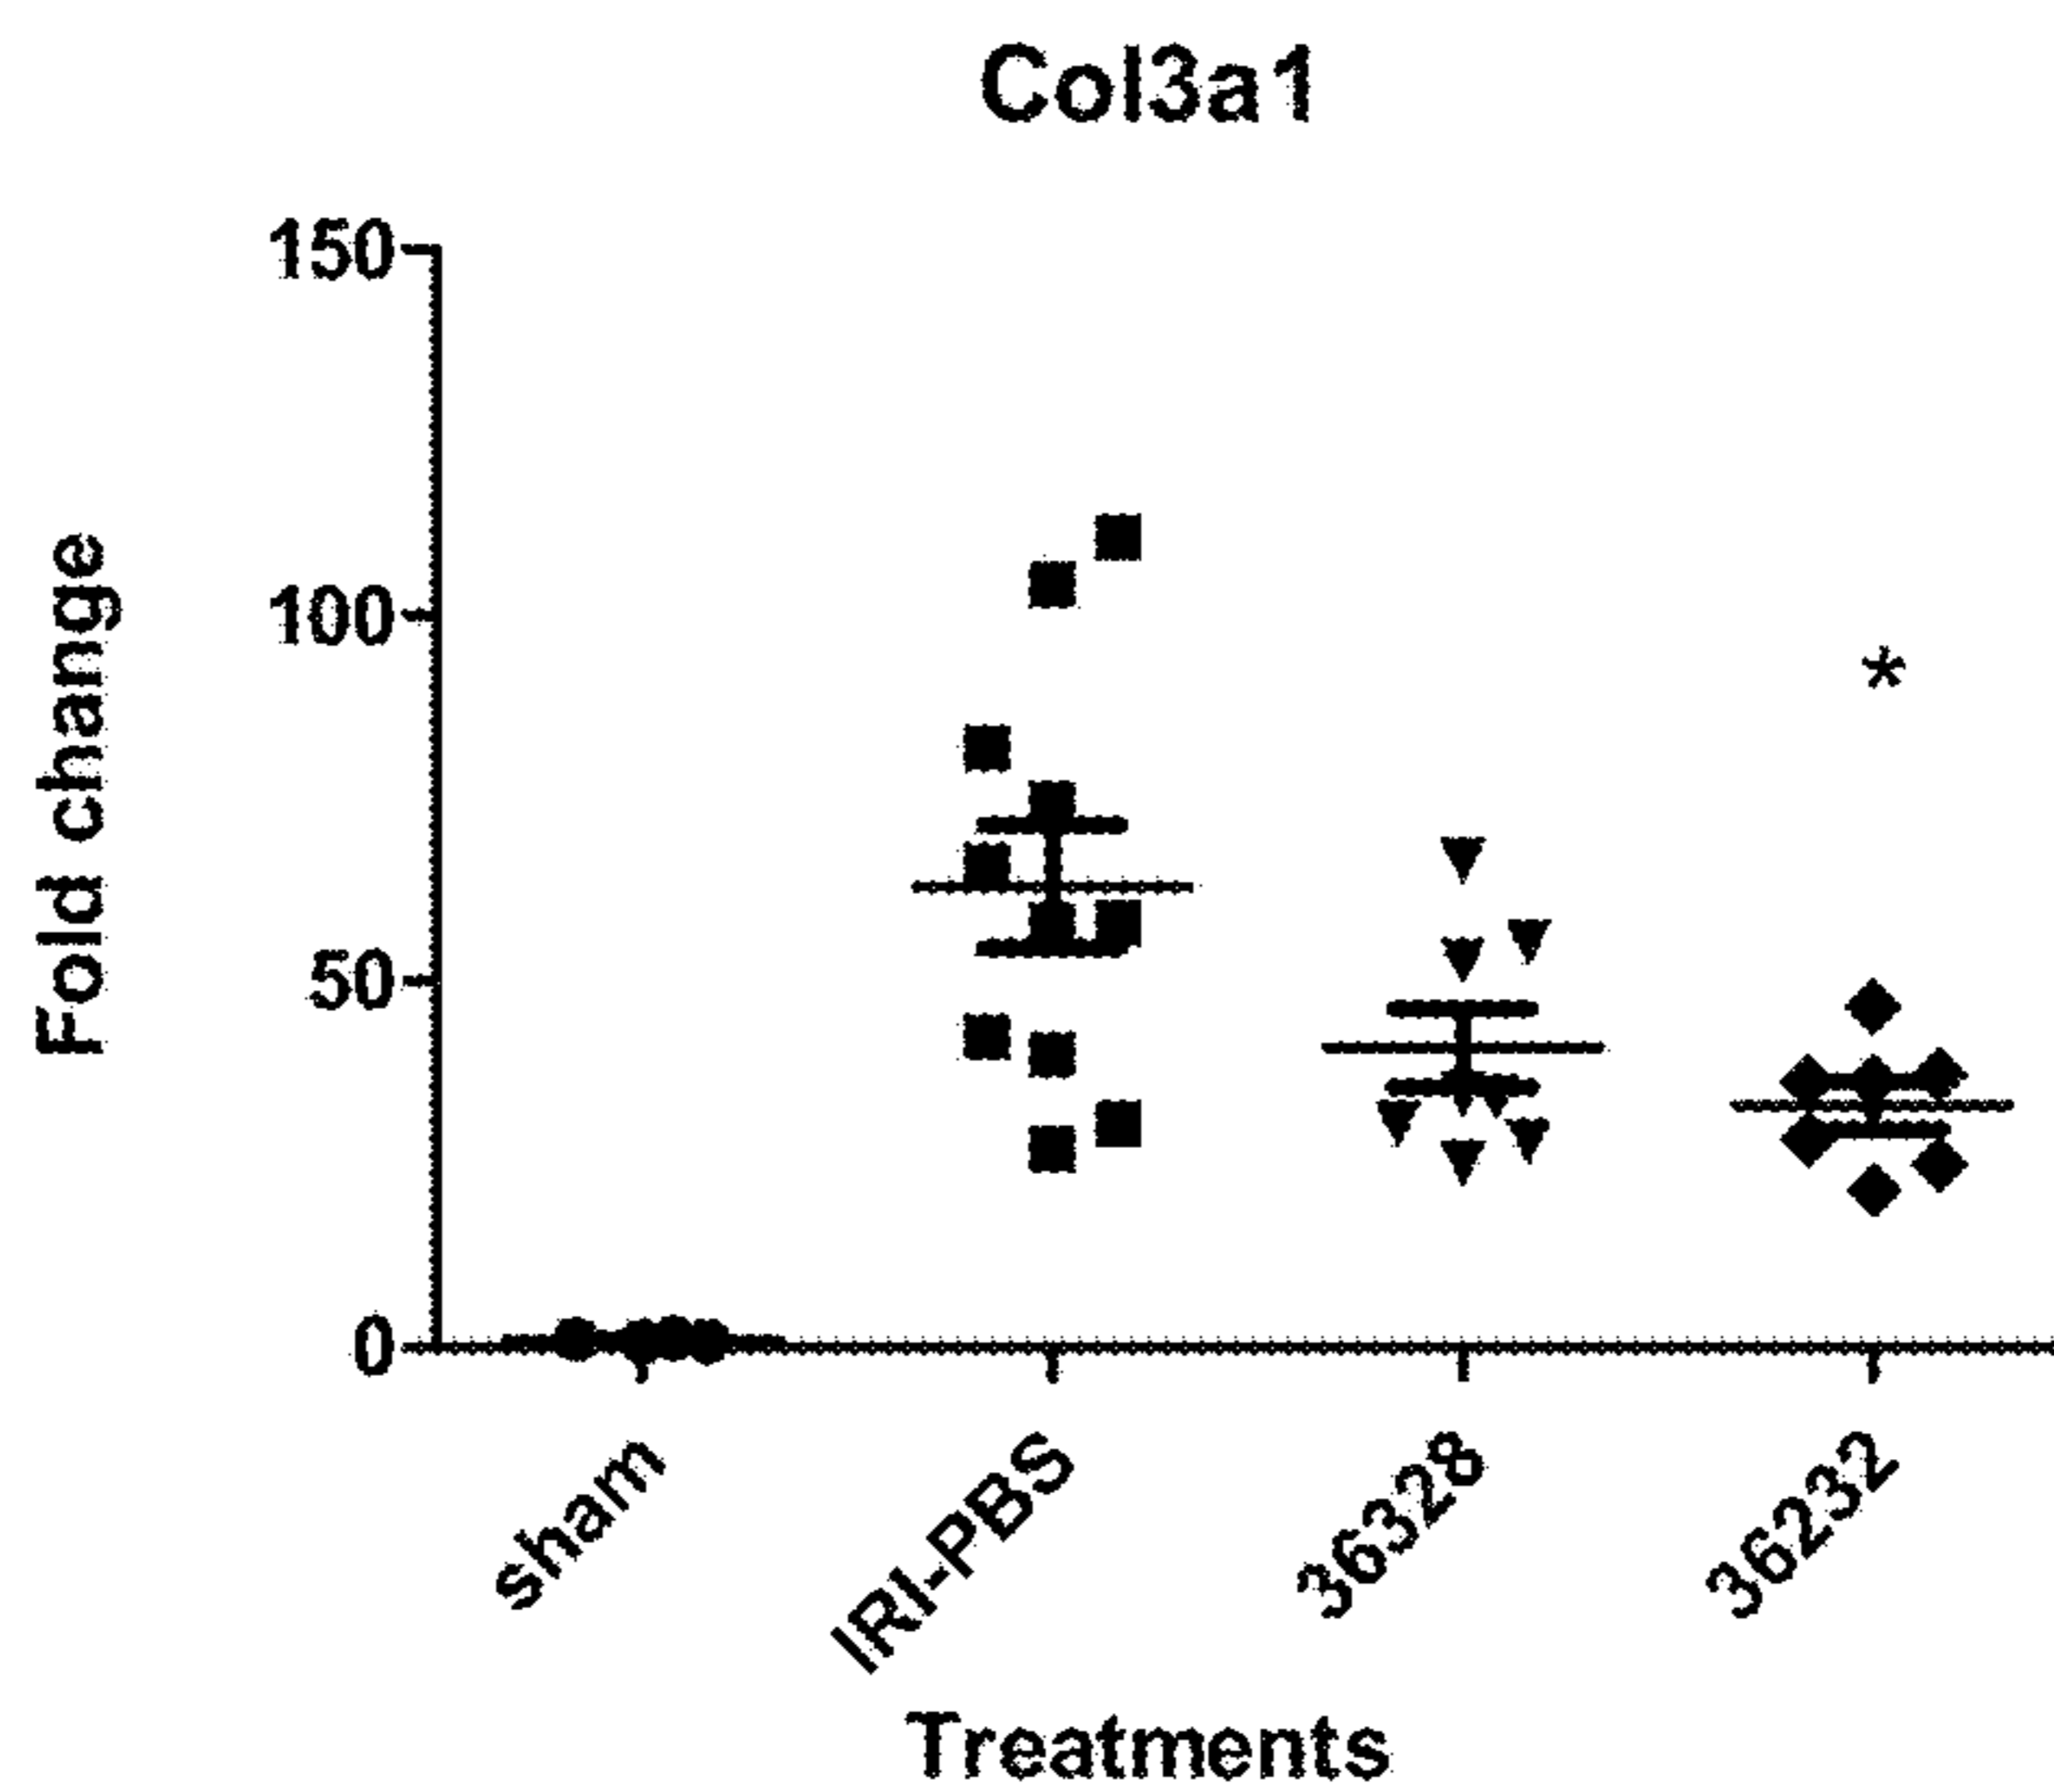 Col3a1
150
100
50
0
Fold change
*
sham
IRI-PBS
36328
36232
Treatments